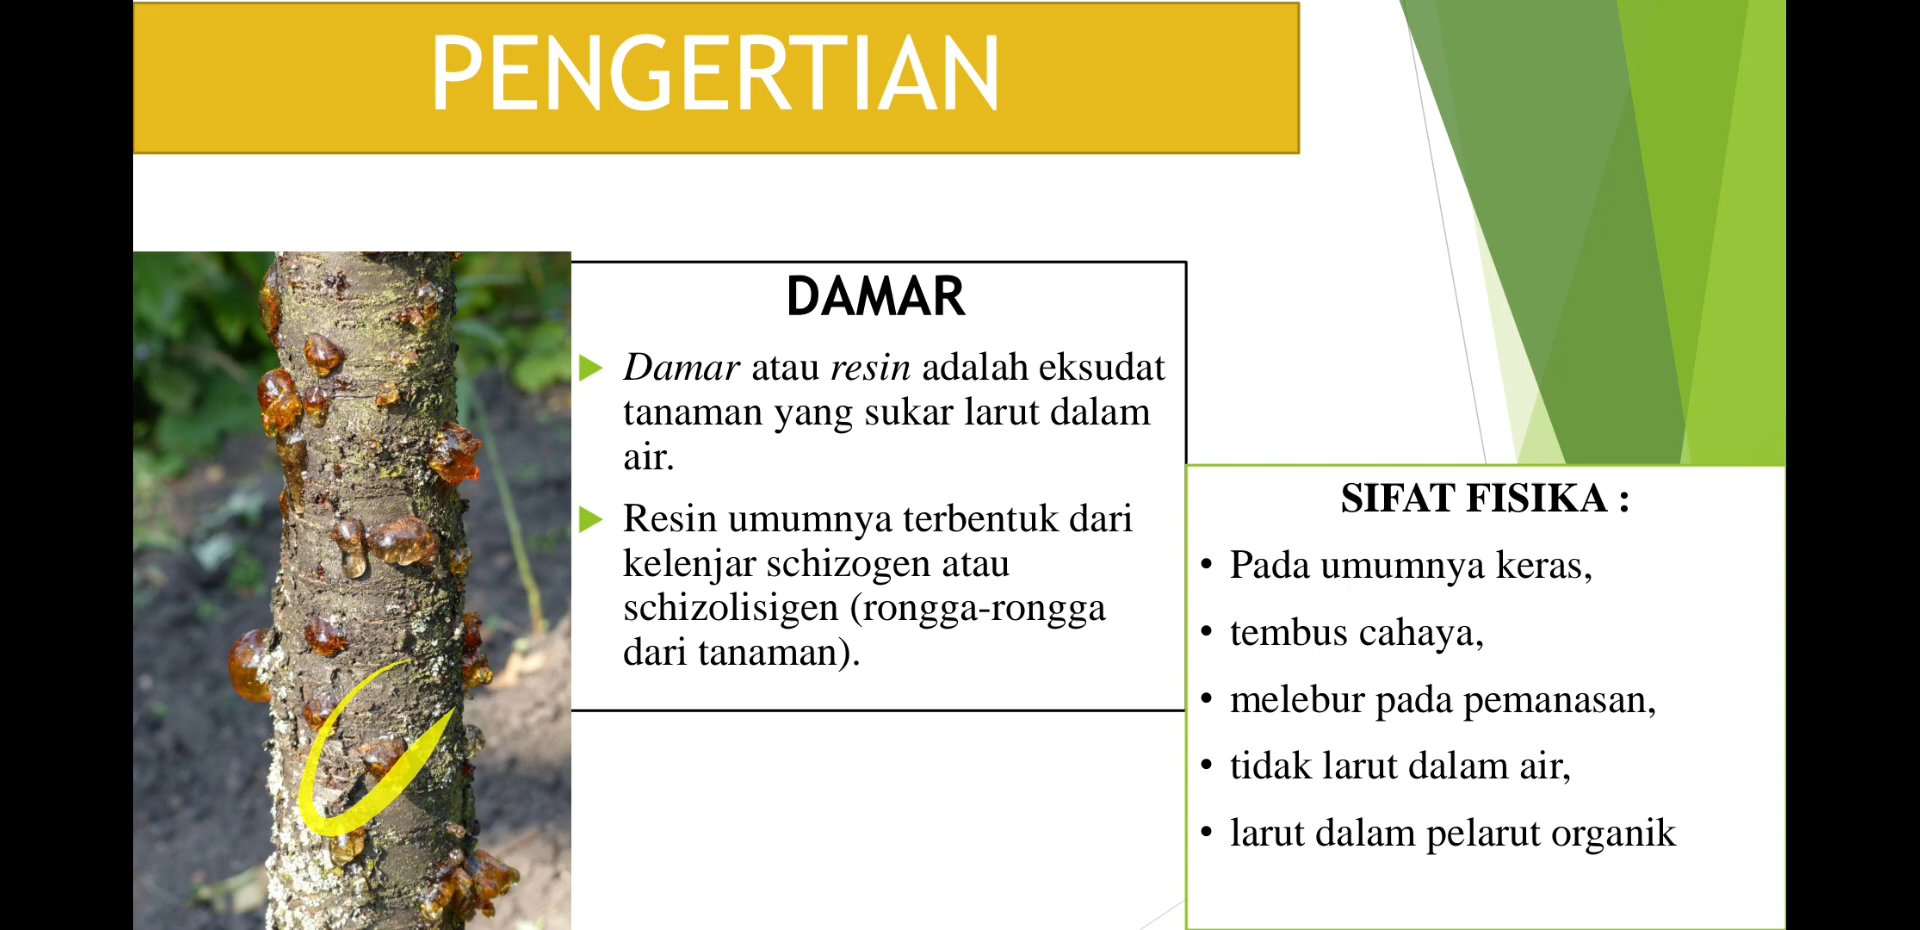 PENGERTIAN
DAMAR
Damar atau resin adalah eksudat
tanaman yang sukar larut dalam
air.
Resin umumnya terbentuk dari
kelenjar schizogen atau
schizolisigen (rongga-rongga
dari tanaman).
SIFAT FISIKA :
• Pada umumnya keras,
• tembus cahaya,
• melebur pada pemanasan,
• tidak larut dalam air,
• larut dalam pelarut organik